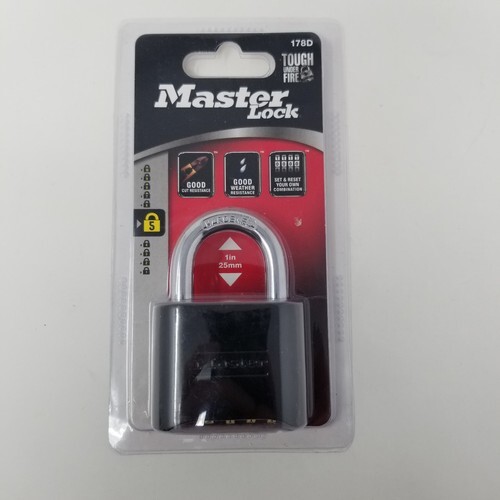 178D
TOUGH
UNDER
FIRE
Master
Lock
GOOD
CUT RESISTANCE
GOOD
WEATHER
RESISTANCE
SET & RESET
YOUR OWN
COMBINATION
5
HARDENED
1in
25mm
Master